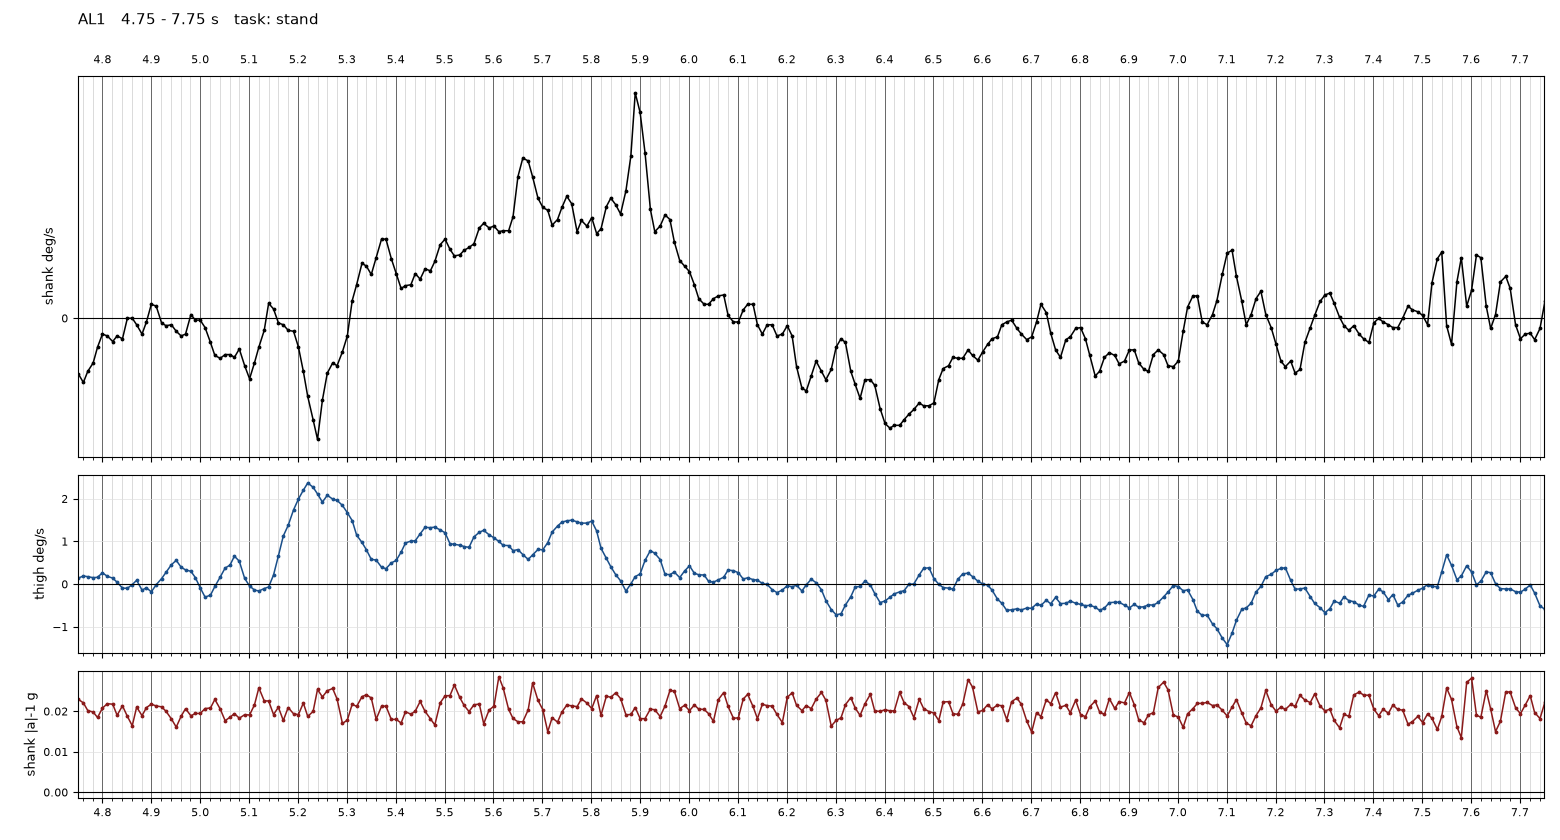 AL1   4.75 - 7.75 s   task: stand
4.8 4.9 5.0 5.1 5.2 5.3 5.4 5.5 5.6 5.7 5.8 5.9 6.0 6.1 6.2 6.3 6.4 6.5 6.6 6.7 6.8 6.9 7.0 7.1 7.2 7.3 7.4 7.5 7.6 7.7
shank deg/s
0
thigh deg/s
2
1
0
−1
shank |a|-1 g
0.02
0.01
0.00
4.8 4.9 5.0 5.1 5.2 5.3 5.4 5.5 5.6 5.7 5.8 5.9 6.0 6.1 6.2 6.3 6.4 6.5 6.6 6.7 6.8 6.9 7.0 7.1 7.2 7.3 7.4 7.5 7.6 7.7